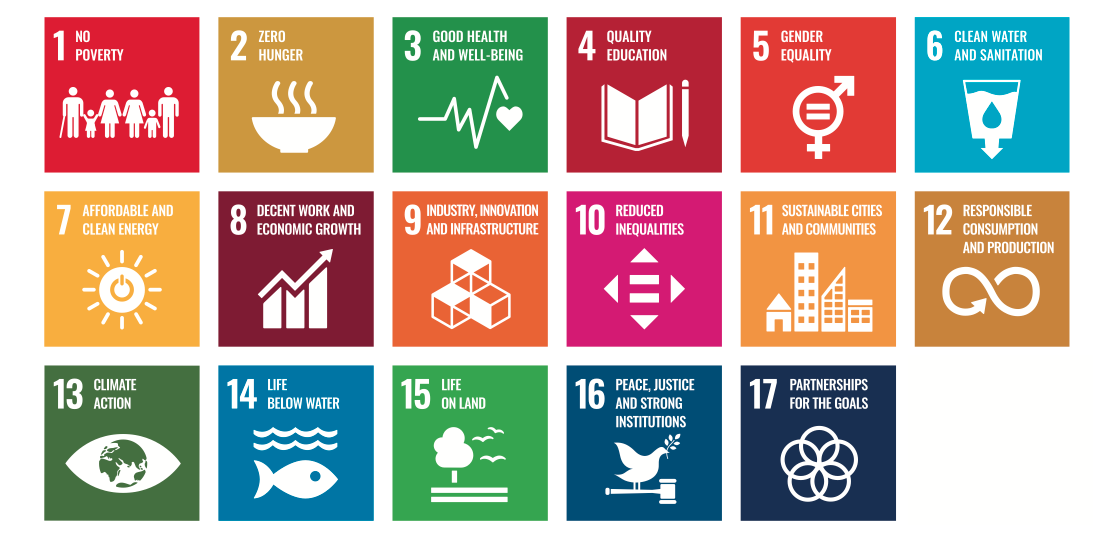 1 NO
POVERTY
2 ZERO
HUNGER
3 GOOD HEALTH
AND WELL-BEING
4 QUALITY
EDUCATION
5 GENDER
EQUALITY
6 CLEAN WATER
AND SANITATION
7 AFFORDABLE AND
CLEAN ENERGY
8 DECENT WORK AND
ECONOMIC GROWTH
9 INDUSTRY, INNOVATION
AND INFRASTRUCTURE
10 REDUCED
INEQUALITIES
11 SUSTAINABLE CITIES
AND COMMUNITIES
12 RESPONSIBLE
CONSUMPTION
AND PRODUCTION
13 CLIMATE
ACTION
14 LIFE
BELOW WATER
15 LIFE
ON LAND
16 PEACE, JUSTICE
AND STRONG
INSTITUTIONS
17 PARTNERSHIPS
FOR THE GOALS